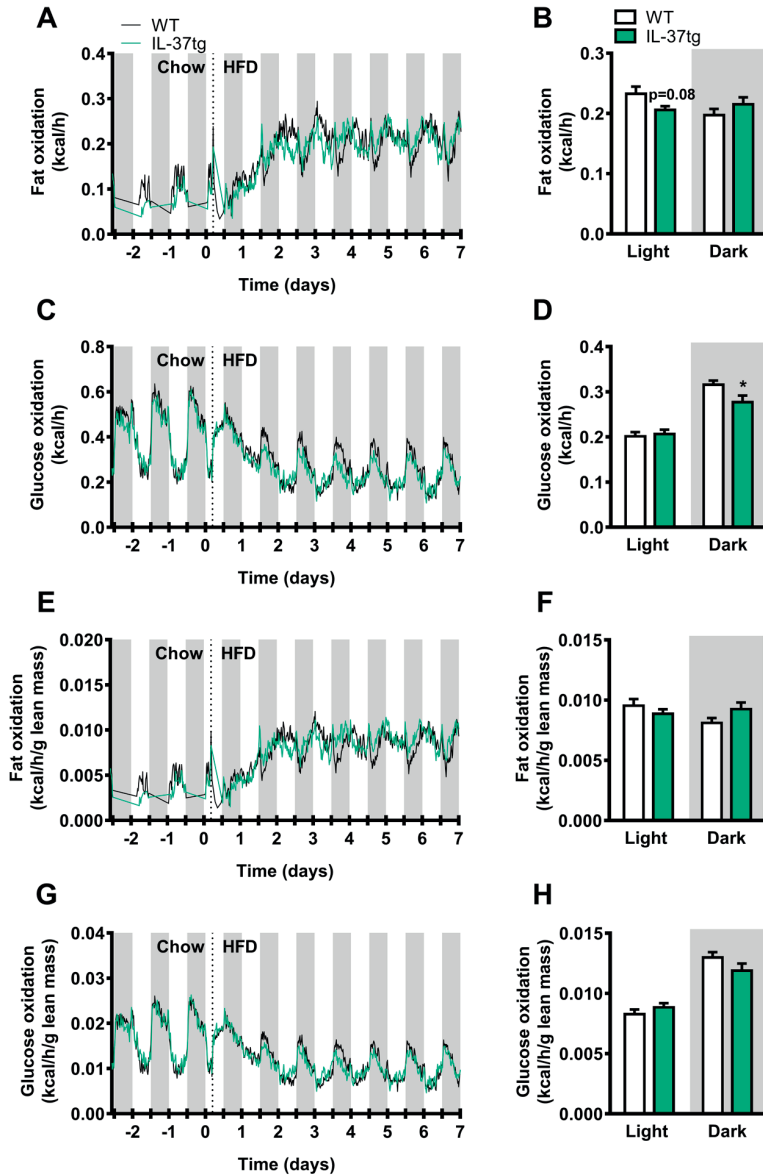 A
WT
IL-37tg
Chow
HFD
Fat oxidation
(kcal/h)
0.4
0.3
0.2
0.1
0.0
-2 -1 0 1 2 3 4 5 6 7
Time (days)
B
WT
IL-37tg
Fat oxidation
(kcal/h)
0.3
0.2
0.1
0.0
p=0.08
Light Dark
C
Chow
HFD
Glucose oxidation
(kcal/h)
0.8
0.6
0.4
0.2
0.0
-2 -1 0 1 2 3 4 5 6 7
Time (days)
D
Glucose oxidation
(kcal/h)
0.4
0.3
0.2
0.1
0.0
*
Light Dark
E
Chow
HFD
Fat oxidation
(kcal/h/g lean mass)
0.020
0.015
0.010
0.005
0.000
-2 -1 0 1 2 3 4 5 6 7
Time (days)
F
Fat oxidation
(kcal/h/g lean mass)
0.015
0.010
0.005
0.000
Light Dark
G
Chow
HFD
Glucose oxidation
(kcal/h/g lean mass)
0.04
0.03
0.02
0.01
0.00
-2 -1 0 1 2 3 4 5 6 7
Time (days)
H
Glucose oxidation
(kcal/h/g lean mass)
0.015
0.010
0.005
0.000
Light Dark